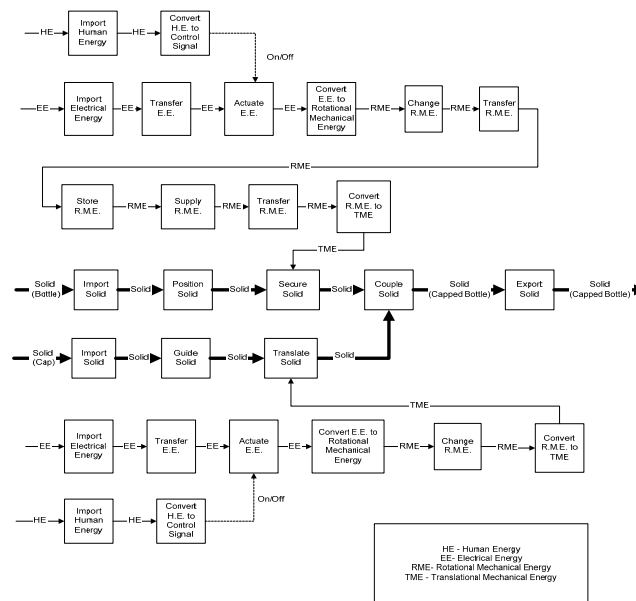 HE
Import
Human
Energy
HE
Convert
H.E. to
Control
Signal
On/Off
EE
Import
Electrical
Energy
EE
Transfer
E.E.
EE
Actuate
E.E.
EE
Convert
E.E. to
Rotational
Mechanical
Energy
RME
Change
R.M.E.
RME
Transfer
R.M.E.
RME
Store
R.M.E.
RME
Supply
R.M.E.
RME
Transfer
R.M.E.
RME
Convert
R.M.E. to
TME
TME
Solid
(Bottle)
Import
Solid
Solid
Position
Solid
Solid
Secure
Solid
Solid
Couple
Solid
Solid
(Capped Bottle)
Export
Solid
Solid
(Capped Bottle)
Solid
(Cap)
Import
Solid
Solid
Guide
Solid
Solid
Translate
Solid
Solid
TME
EE
Import
Electrical
Energy
EE
Transfer
E.E.
EE
Actuate
E.E.
EE
Convert E.E. to
Rotational
Mechanical
Energy
RME
Change
R.M.E.
RME
Convert
R.M.E. to
TME
On/Off
HE
Import
Human
Energy
HE
Convert
H.E. to
Control
Signal
HE - Human Energy
EE- Electrical Energy
RME- Rotational Mechanical Energy
TME - Translational Mechanical Energy